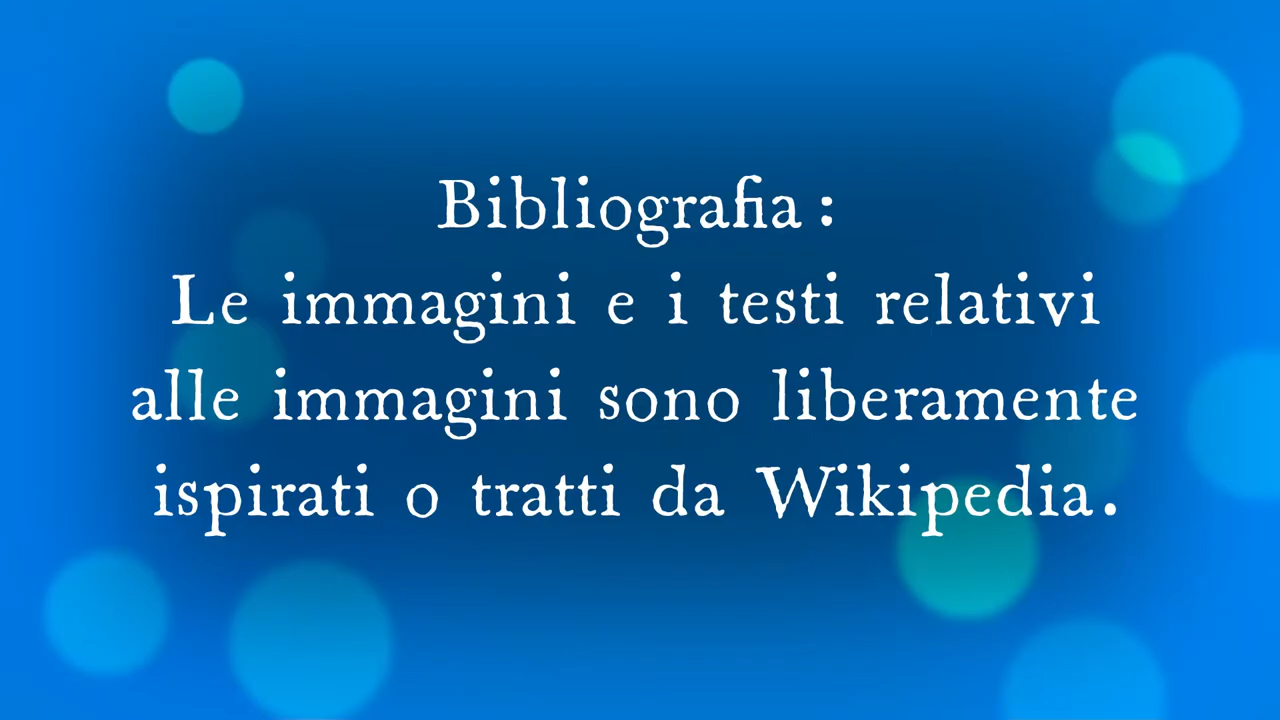 Bibliografia :
Le immagini e i testi relativi
alle immagini sono liberamente
ispirati o tratti da Wikipedia.